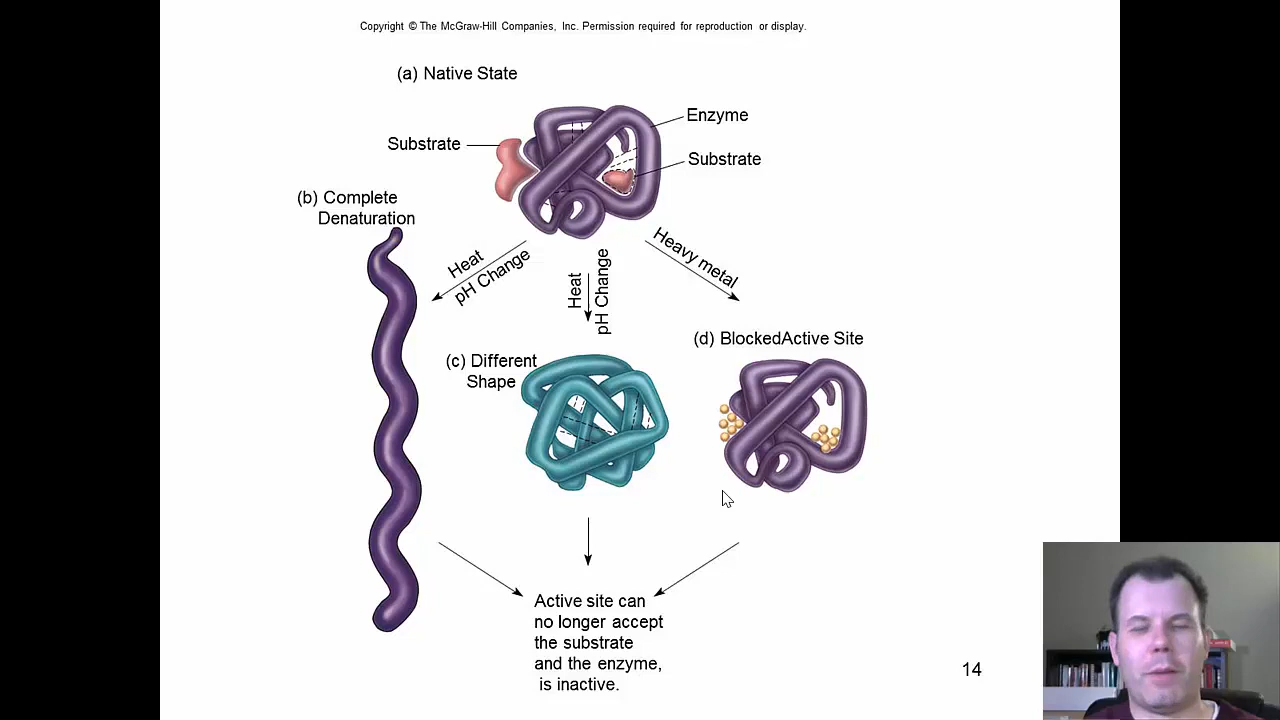 Copyright © The McGraw-Hill Companies, Inc. Permission required for reproduction or display.
(a) Native State
Enzyme
Substrate
Substrate
(b) Complete
Denaturation
Heat
pH Change
Heat
pH Change
Heavy metal
(c) Different
Shape
(d) BlockedActive Site
Active site can
no longer accept
the substrate
and the enzyme,
is inactive.
14